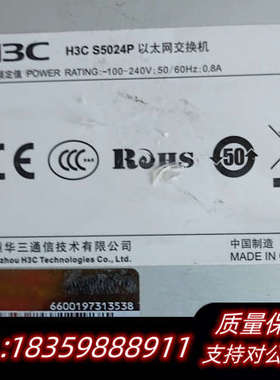 H3C H3C S5024P 以太网交换机
额定值/POWER RATING:~100-240V; 50/60Hz; 0.8A
CE CCC RoHS 50
华三通信技术有限公司
zhou H3C Technologies Co., Ltd.
中国制造
MADE IN
6600197313538
质量保
:18359888911
支持对公